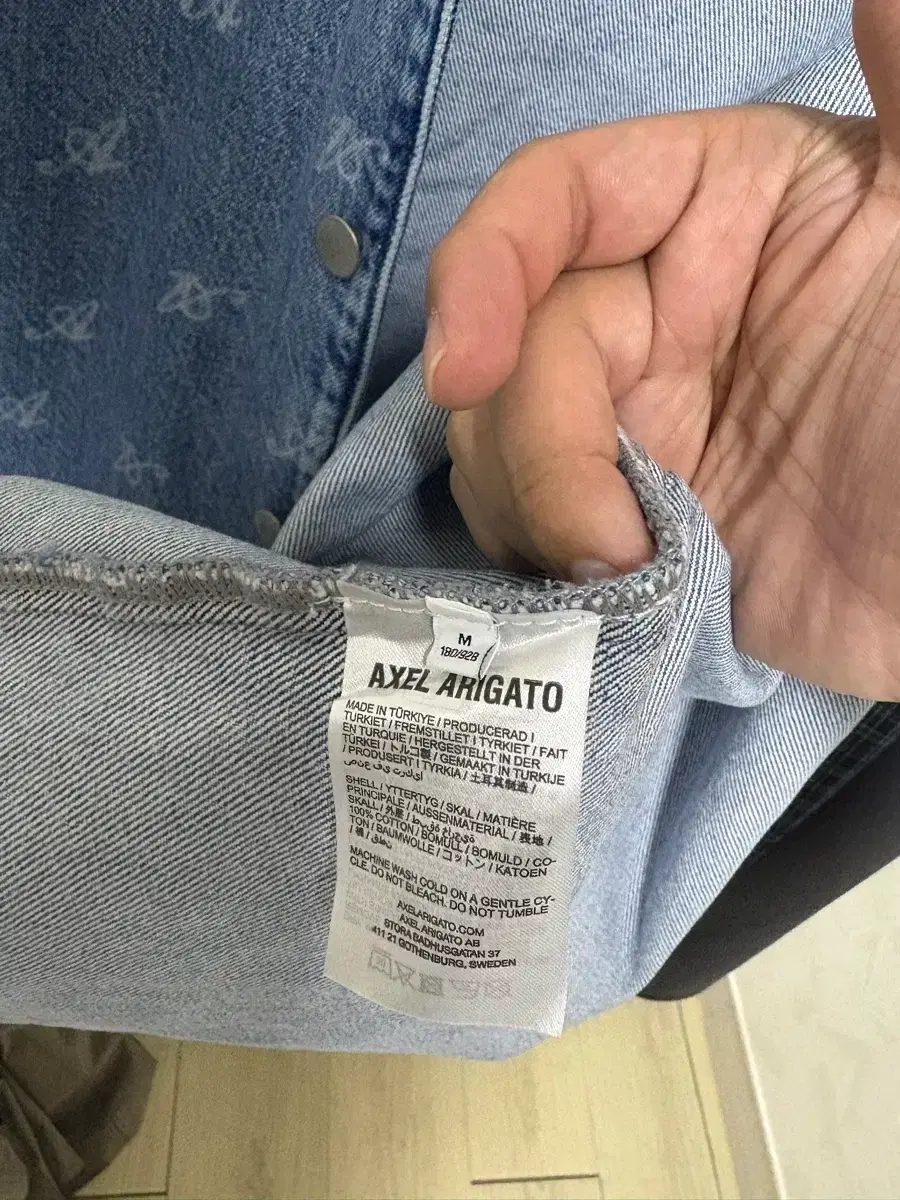 M
180/92B
AXEL ARIGATO
MADE IN TÜRKIYE / PRODUCERAD I
TURKIET / FREMSTILLET I TYRKIET / FAIT
EN TURQUIE / HERGESTELLT IN DER
TÜRKEI / トルコ製 / GEMAAKT IN TURKIJE
/ PRODUSERT I TYRKIA / 土耳其制造 /
SHELL / YTTERTYG / SKAL / MATIÈRE
PRINCIPALE / AUSSENMATERIAL / 表地 /
SKALL / 外座 /
100% COTTON / BOMULL / BOMULD / CO-
TON / BAUMWOLLE / コットン / KATOEN
/ 棉 /
MACHINE WASH COLD ON A GENTLE CY-
CLE. DO NOT BLEACH. DO NOT TUMBLE
AXELARIGATO.COM
AXEL ARIGATO AB
STORA BADHUSGATAN 37
411 21 GOTHENBURG, SWEDEN